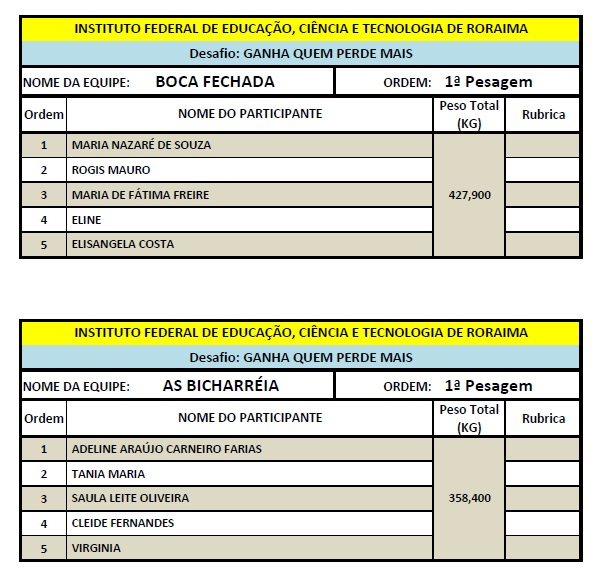 INSTITUTO FEDERAL DE EDUCAÇÃO, CIÊNCIA E TECNOLOGIA DE RORAIMA
Desafio: GANHA QUEM PERDE MAIS
NOME DA EQUIPE: BOCA FECHADA ORDEM: 1ª Pesagem
Ordem NOME DO PARTICIPANTE Peso Total (KG) Rubrica
1 MARIA NAZARÉ DE SOUZA
2 ROGIS MAURO
3 MARIA DE FÁTIMA FREIRE 427,900
4 ELINE
5 ELISANGELA COSTA
INSTITUTO FEDERAL DE EDUCAÇÃO, CIÊNCIA E TECNOLOGIA DE RORAIMA
Desafio: GANHA QUEM PERDE MAIS
NOME DA EQUIPE: AS BICHARRÉIA ORDEM: 1ª Pesagem
Ordem NOME DO PARTICIPANTE Peso Total (KG) Rubrica
1 ADELINE ARAÚJO CARNEIRO FARIAS
2 TANIA MARIA
3 SAULA LEITE OLIVEIRA 358,400
4 CLEIDE FERNANDES
5 VIRGINIA